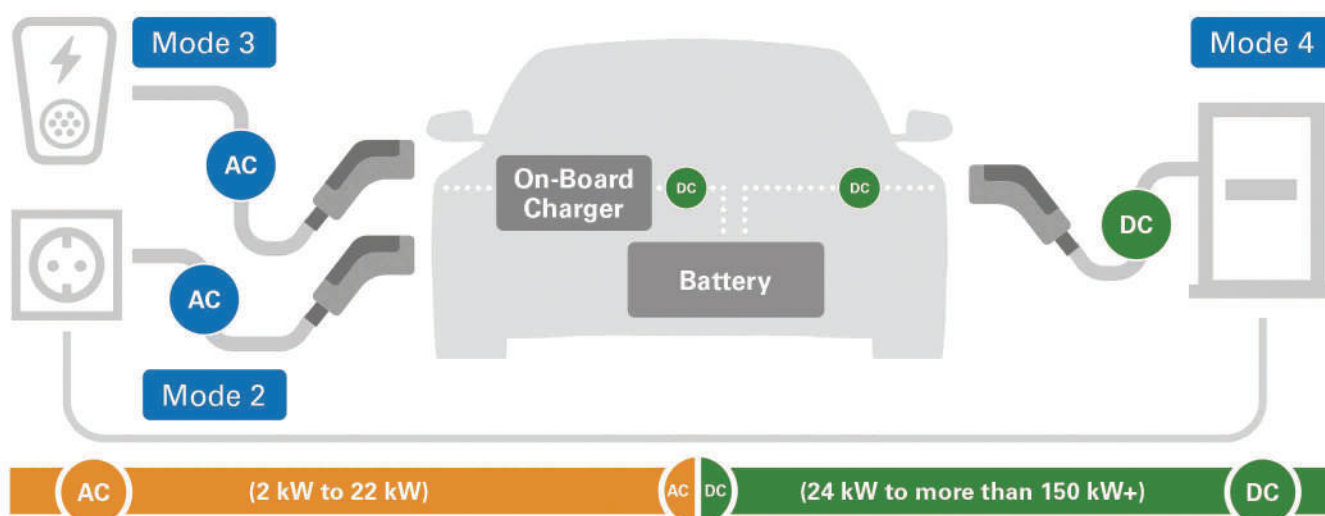 Mode 3
Mode 4
AC
On-Board
Charger
DC
DC
DC
Battery
AC
Mode 2
AC
(2 kW to 22 kW)
AC
DC
(24 kW to more than 150 kW+)
DC